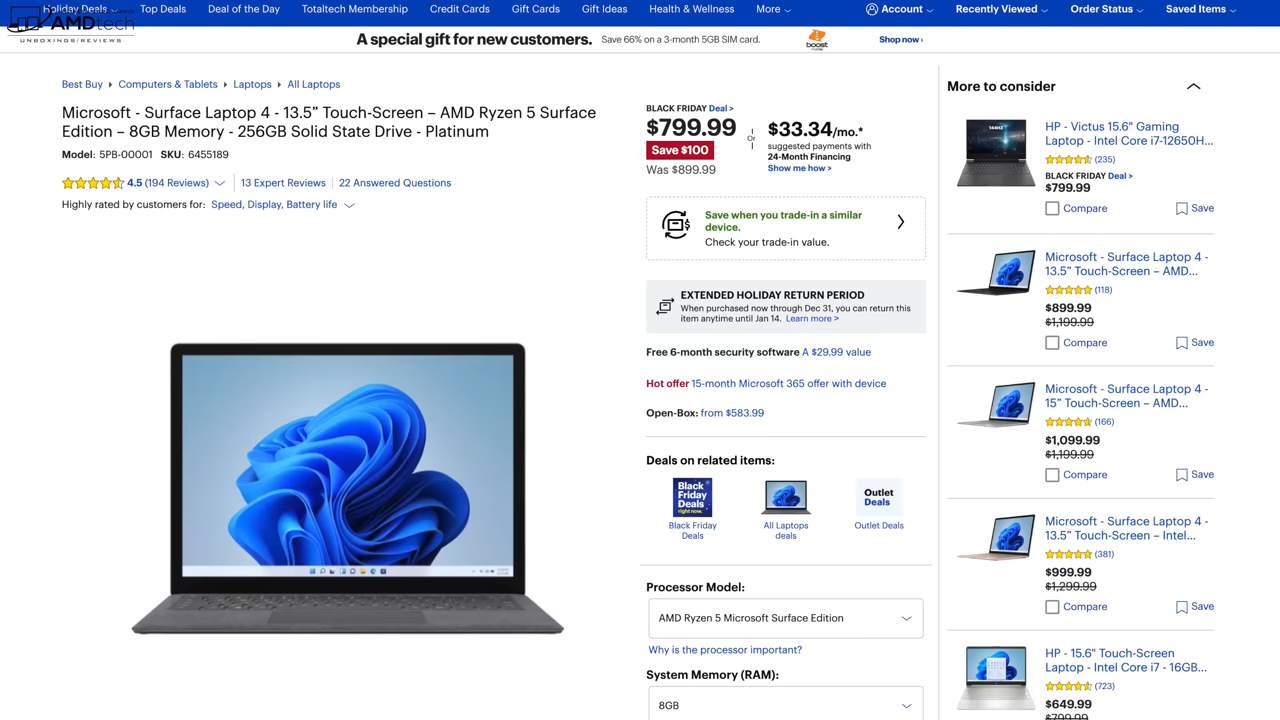 Holiday Deals
Top Deals
Deal of the Day
Totaltech Membership
Credit Cards
Gift Cards
Gift Ideas
Health & Wellness
More
Account
Recently Viewed
Order Status
Saved Items
AMDtech
UNBOXINGS/REVIEWS
A special gift for new customers. Save 66% on a 3-month 5GB SIM card.
boost
Shop now ›
Best Buy
Computers & Tablets
Laptops
All Laptops
Microsoft - Surface Laptop 4 - 13.5” Touch-Screen – AMD Ryzen 5 Surface
Edition – 8GB Memory - 256GB Solid State Drive - Platinum
Model: 5PB-00001 SKU: 6455189
4.5 (194 Reviews)
13 Expert Reviews
22 Answered Questions
Highly rated by customers for: Speed, Display, Battery life
BLACK FRIDAY Deal >
$799.99
Save $100
Was $899.99
Or
$33.34/mo.*
suggested payments with
24-Month Financing
Show me how >
Save when you trade-in a similar
device.
Check your trade-in value.
EXTENDED HOLIDAY RETURN PERIOD
When purchased now through Dec 31, you can return this
item anytime until Jan 14. Learn more >
Free 6-month security software A $29.99 value
Hot offer 15-month Microsoft 365 offer with device
Open-Box: from $583.99
Deals on related items:
Black
Friday
Deals
right now.
Outlet
Deals
Black Friday
Deals
All Laptops
deals
Outlet Deals
Processor Model:
AMD Ryzen 5 Microsoft Surface Edition
Why is the processor important?
System Memory (RAM):
8GB
More to consider
144HZ
HP - Victus 15.6" Gaming
Laptop - Intel Core i7-12650H...
(235)
BLACK FRIDAY Deal >
$799.99
Compare
Save
Microsoft - Surface Laptop 4 -
13.5” Touch-Screen – AMD...
(118)
$899.99
$1,199.99
Compare
Save
Microsoft - Surface Laptop 4 -
15” Touch-Screen – AMD...
(166)
$1,099.99
$1,199.99
Compare
Save
Microsoft - Surface Laptop 4 -
13.5” Touch-Screen – Intel...
(381)
$999.99
$1,299.99
Compare
Save
HP - 15.6" Touch-Screen
Laptop - Intel Core i7 - 16GB...
(723)
$649.99
$799.99